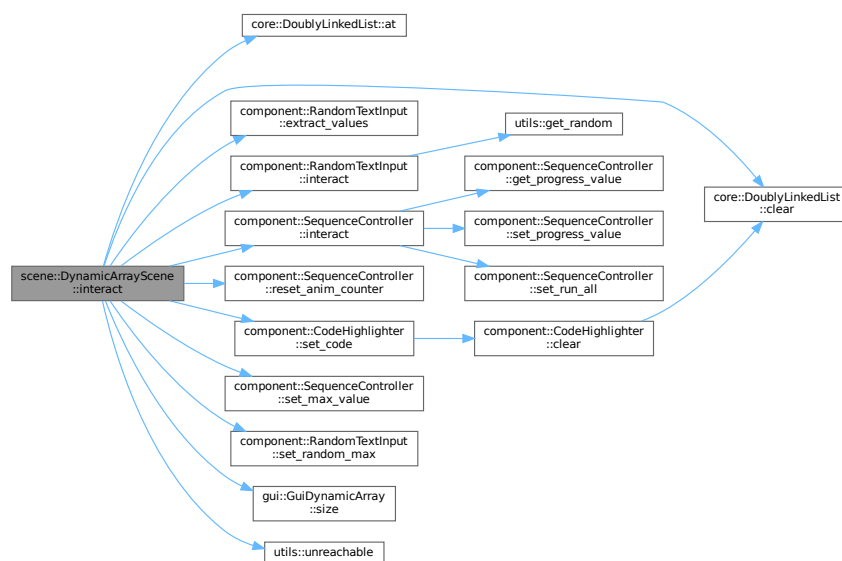 core::DoublyLinkedList::at
component::RandomTextInput
::extract_values
utils::get_random
component::RandomTextInput
::interact
component::SequenceController
::get_progress_value
core::DoublyLinkedList
::clear
component::SequenceController
::interact
component::SequenceController
::set_progress_value
scene::DynamicArrayScene
::interact
component::SequenceController
::reset_anim_counter
component::SequenceController
::set_run_all
component::CodeHighlighter
::set_code
component::CodeHighlighter
::clear
component::SequenceController
::set_max_value
component::RandomTextInput
::set_random_max
gui::GuiDynamicArray
::size
utils::unreachable